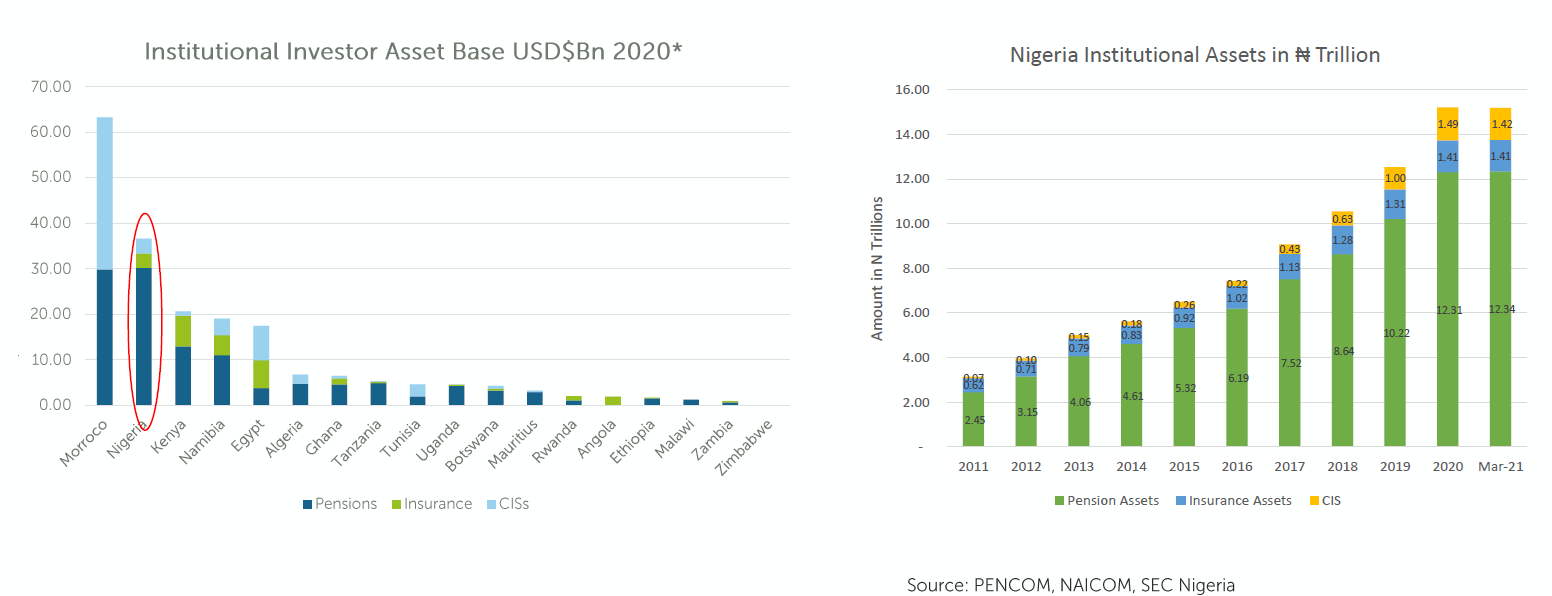 Institutional Investor Asset Base USD$Bn 2020*
70.00
60.00
50.00
40.00
30.00
20.00
10.00
0.00
Morroco
Nigeria
Kenya
Namibia
Egypt
Algeria
Ghana
Tanzania
Tunisia
Uganda
Botswana
Mauritius
Rwanda
Angola
Ethiopia
Malawi
Zambia
Zimbabwe
Pensions Insurance CISs
Nigeria Institutional Assets in ₦ Trillion
Amount in N Trillions
16.00
14.00
12.00
10.00
8.00
6.00
4.00
2.00
-
0.07
0.62
2.45
0.10
0.71
3.15
0.15
0.79
4.06
0.18
0.83
4.61
0.26
0.92
5.32
0.22
1.02
6.19
0.43
1.13
7.52
0.63
1.28
8.64
1.00
1.31
10.22
1.49
1.41
12.31
1.42
1.41
12.34
2011 2012 2013 2014 2015 2016 2017 2018 2019 2020 Mar-21
Pension Assets Insurance Assets CIS
Source: PENCOM, NAICOM, SEC Nigeria